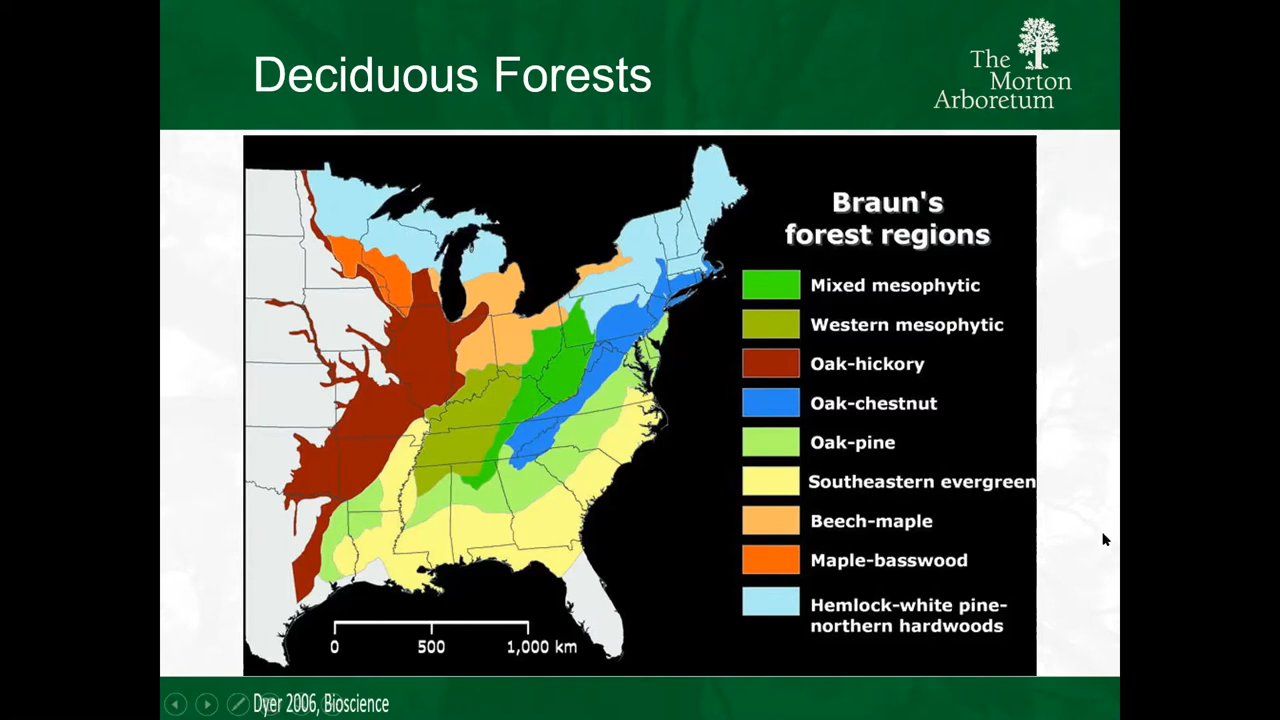 Deciduous Forests
The
Morton
Arboretum
Braun's
forest regions
Mixed mesophytic
Western mesophytic
Oak-hickory
Oak-chestnut
Oak-pine
Southeastern evergreen
Beech-maple
Maple-basswood
Hemlock-white pine-
northern hardwoods
0 500 1,000 km
Dyer 2006, Bioscience